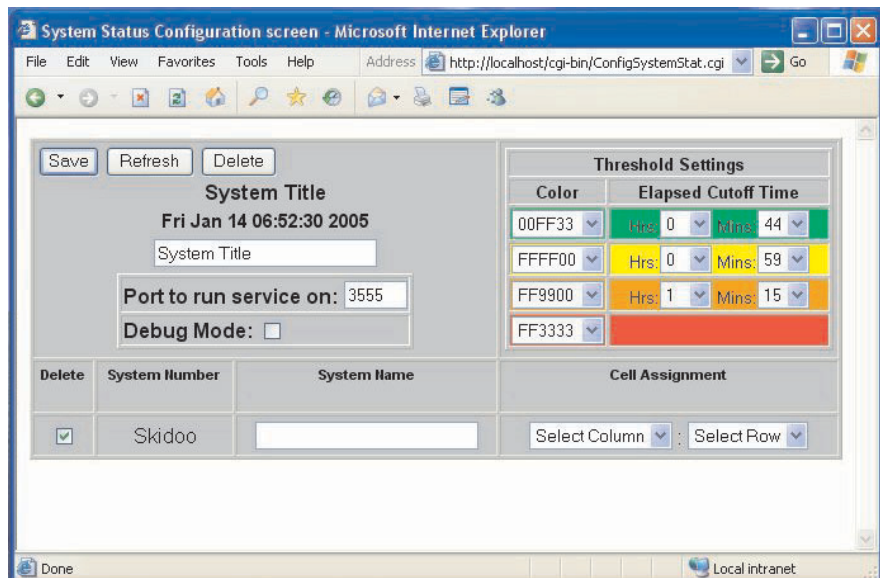 System Status Configuration screen - Microsoft Internet Explorer
File Edit View Favorites Tools Help Address http://localhost/cgi-bin/ConfigSystemStat.cgi Go
Save Refresh Delete
System Title
Fri Jan 14 06:52:30 2005
System Title
Port to run service on: 3555
Debug Mode:
Threshold Settings
Color Elapsed Cutoff Time
00FF33 Hrs: 0 Mins: 44
FFFF00 Hrs: 0 Mins: 59
FF9900 Hrs: 1 Mins: 15
FF3333
Delete System Number System Name Cell Assignment
Skidoo Select Column : Select Row
Done Local intranet